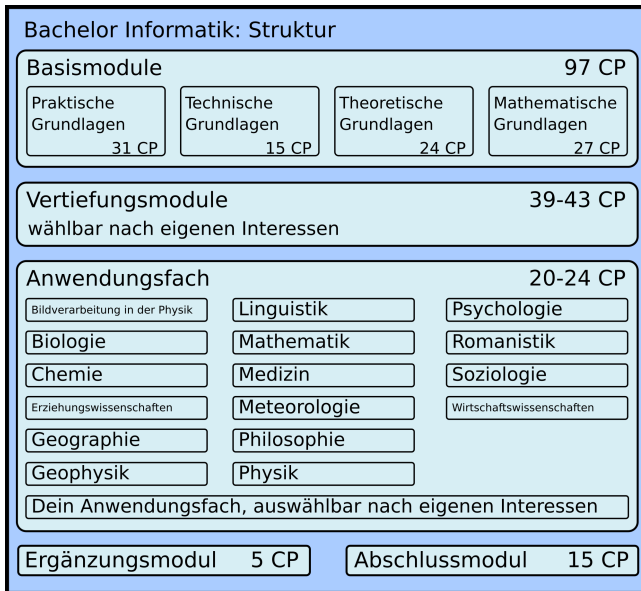 Bachelor Informatik: Struktur
Basismodule 97 CP
Praktische Grundlagen 31 CP
Technische Grundlagen 15 CP
Theoretische Grundlagen 24 CP
Mathematische Grundlagen 27 CP
Vertiefungsmodule 39-43 CP
wählbar nach eigenen Interessen
Anwendungsfach 20-24 CP
Bildverarbeitung in der Physik
Biologie
Chemie
Erziehungswissenschaften
Geographie
Geophysik
Linguistik
Mathematik
Medizin
Meteorologie
Philosophie
Physik
Psychologie
Romanistik
Soziologie
Wirtschaftswissenschaften
Dein Anwendungsfach, auswählbar nach eigenen Interessen
Ergänzungsmodul 5 CP
Abschlussmodul 15 CP